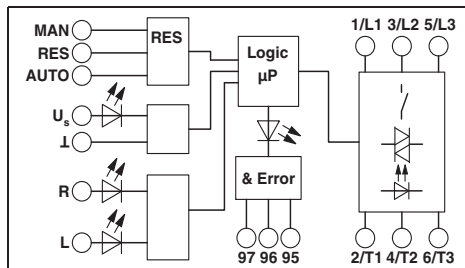 MAN
RES
AUTO
RES
Us
⊥
R
L
Logic
µP
& Error
97 96 95
1/L1 3/L2 5/L3
2/T1 4/T2 6/T3